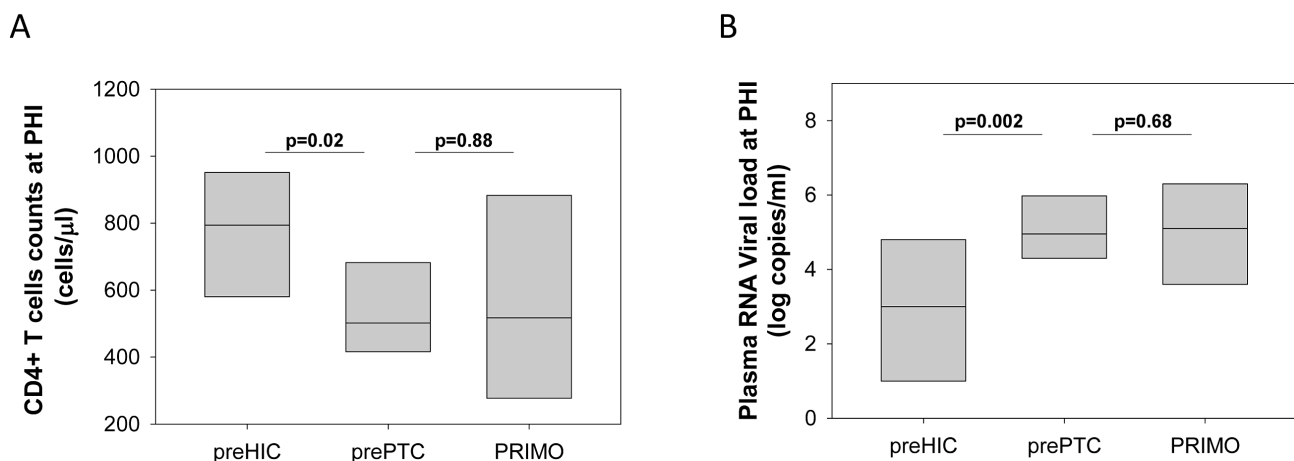 A
CD4+ T cells counts at PHI
(cells/μl)
1200
1000
800
600
400
200
p=0.02
p=0.88
preHIC
prePTC
PRIMO
B
Plasma RNA Viral load at PHI
(log copies/ml)
8
6
4
2
0
p=0.002
p=0.68
preHIC
prePTC
PRIMO